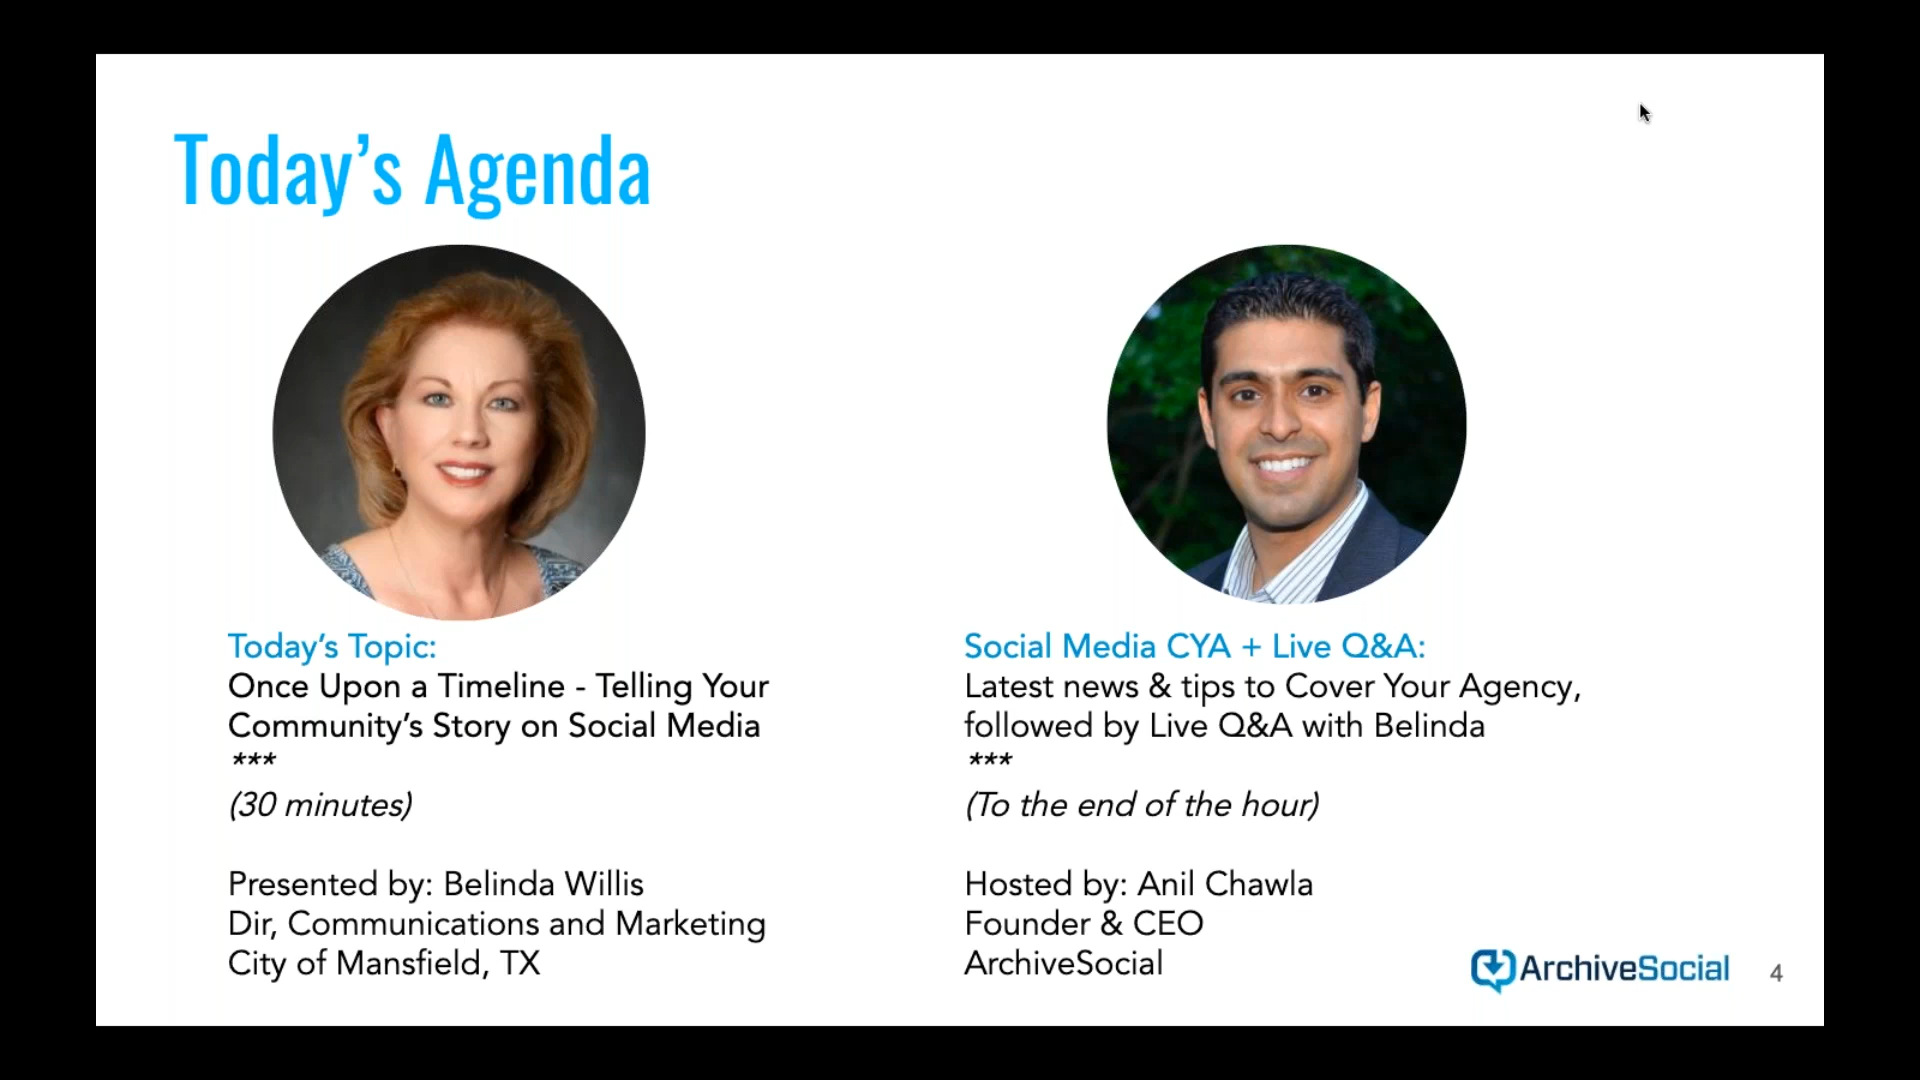 Today’s Agenda
Today’s Topic:
Once Upon a Timeline - Telling Your
Community’s Story on Social Media
***
(30 minutes)
Presented by: Belinda Willis
Dir, Communications and Marketing
City of Mansfield, TX
Social Media CYA + Live Q&A:
Latest news & tips to Cover Your Agency,
followed by Live Q&A with Belinda
***
(To the end of the hour)
Hosted by: Anil Chawla
Founder & CEO
ArchiveSocial
ArchiveSocial
4